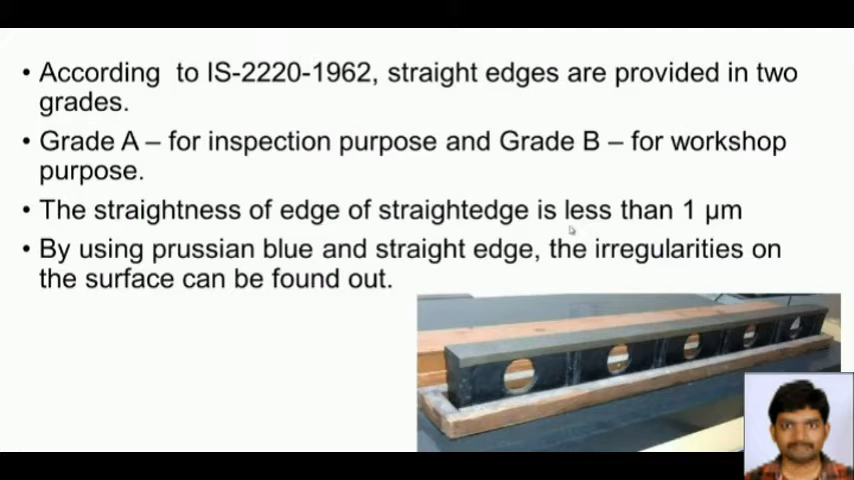 • According to IS-2220-1962, straight edges are provided in two
grades.
• Grade A – for inspection purpose and Grade B – for workshop
purpose.
• The straightness of edge of straightedge is less than 1 μm
• By using prussian blue and straight edge, the irregularities on
the surface can be found out.